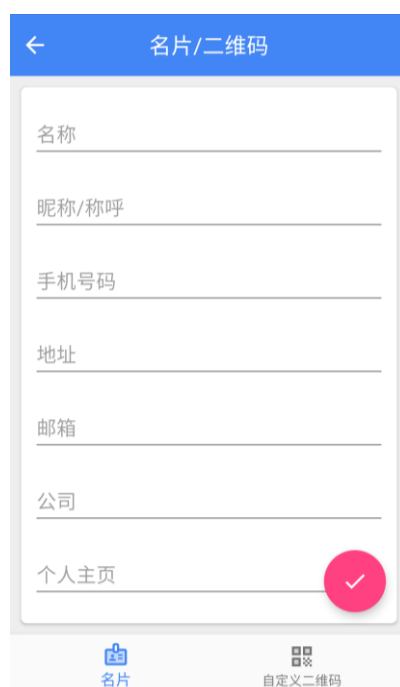 名片/二维码
名称
昵称/称呼
手机号码
地址
邮箱
公司
个人主页
名片
自定义二维码